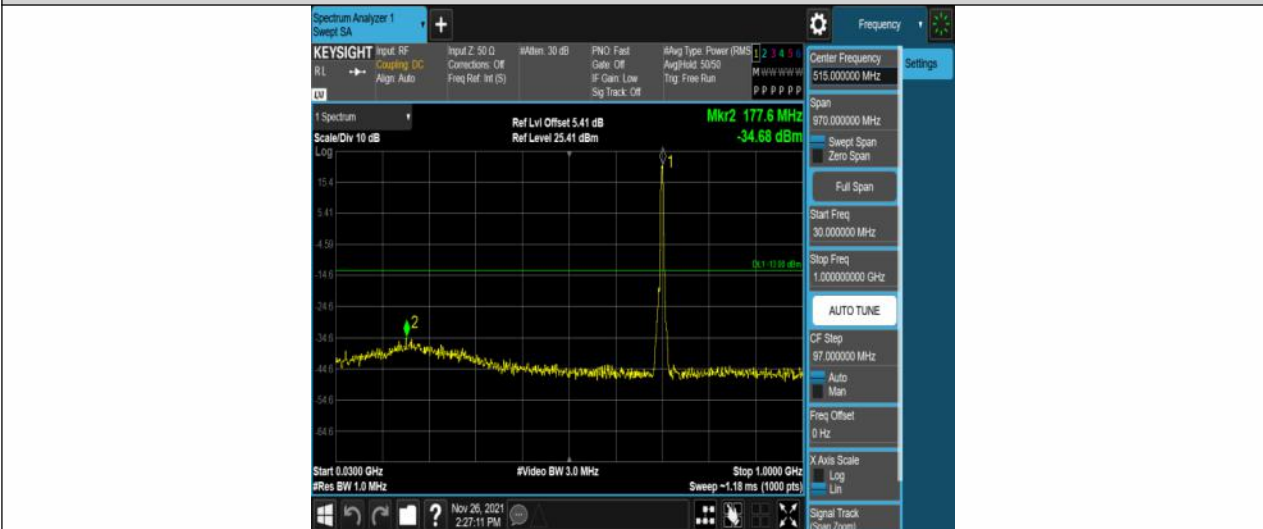 Spectrum Analyzer 1
Swept SA
+
Frequency
KEYSIGHT
RL
Input: RF
Coupling: DC
Align: Auto
Input Z: 50 Ω
Corrections: Off
Freq Ref: Int (S)
#Atten: 30 dB
PNO: Fast
Gate: Off
IF Gain: Low
Sig Track: Off
#Avg Type: Power (RMS
Avg|Hold: 50/50
Trig: Free Run
1 2 3 4 5 6
M W W W W W
P P P P P P
LW
1 Spectrum
Scale/Div 10 dB
Log
Ref Lvl Offset 5.41 dB
Ref Level 25.41 dBm
Mkr2 177.6 MHz
-34.68 dBm
1
15.4
5.41
-4.59
DL1 -13.00 dBm
-14.6
-24.6
2
-34.6
-44.6
-54.6
-64.6
Start 0.0300 GHz
#Video BW 3.0 MHz
Stop 1.0000 GHz
#Res BW 1.0 MHz
Sweep ~1.18 ms (1000 pts)
?
Nov 26, 2021
2:27:11 PM
Center Frequency
515.000000 MHz
Settings
Span
970.000000 MHz
Swept Span
Zero Span
Full Span
Start Freq
30.000000 MHz
Stop Freq
1.000000000 GHz
AUTO TUNE
CF Step
97.000000 MHz
Auto
Man
Freq Offset
0 Hz
X Axis Scale
Log
Lin
Signal Track
(Span Zoom)